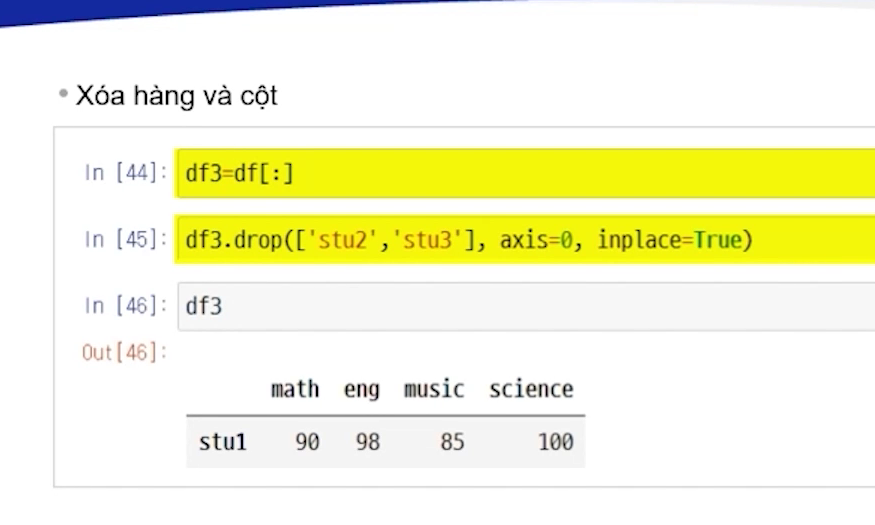 • Xóa hàng và cột
In [44]: df3=df[:]
In [45]: df3.drop(['stu2','stu3'], axis=0, inplace=True)
In [46]: df3
Out[46]:
math eng music science
stu1 90 98 85 100